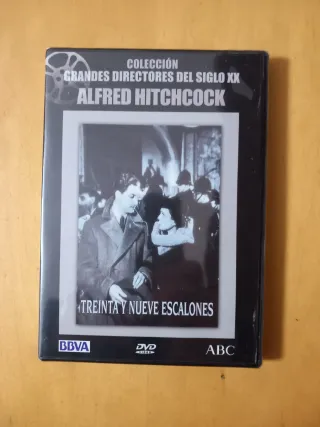 COLECCIÓN
GRANDES DIRECTORES DEL SIGLO XX
ALFRED HITCHCOCK
TREINTA Y NUEVE ESCALONES
BBVA
DVD
ABC